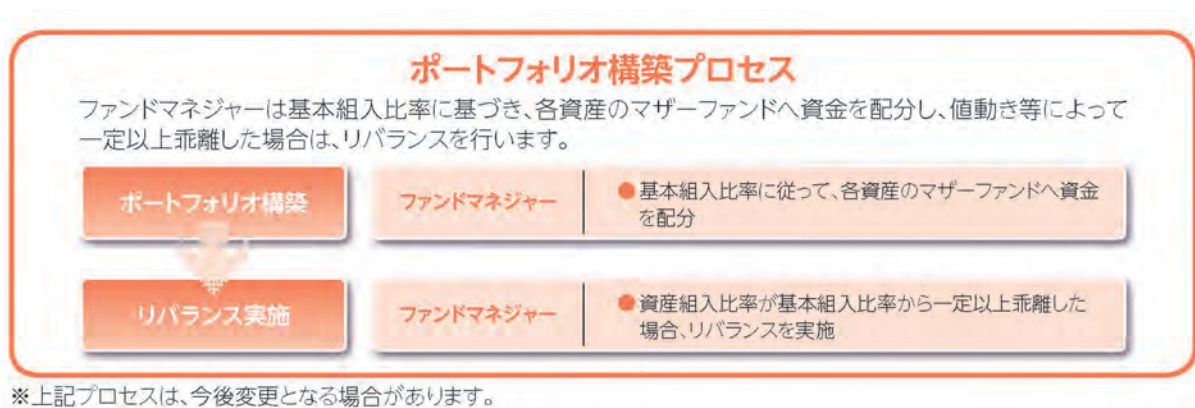 ポートフォリオ構築プロセス
ファンドマネジャーは基本組入比率に基づき、各資産のマザーファンドへ資金を配分し、値動き等によって
一定以上乖離した場合は、リバランスを行います。
ポートフォリオ構築
ファンドマネジャー
●基本組入比率に従って、各資産のマザーファンドへ資金
を配分
リバランス実施
ファンドマネジャー
●資産組入比率が基本組入比率から一定以上乖離した
場合、リバランスを実施
※上記プロセスは、今後変更となる場合があります。